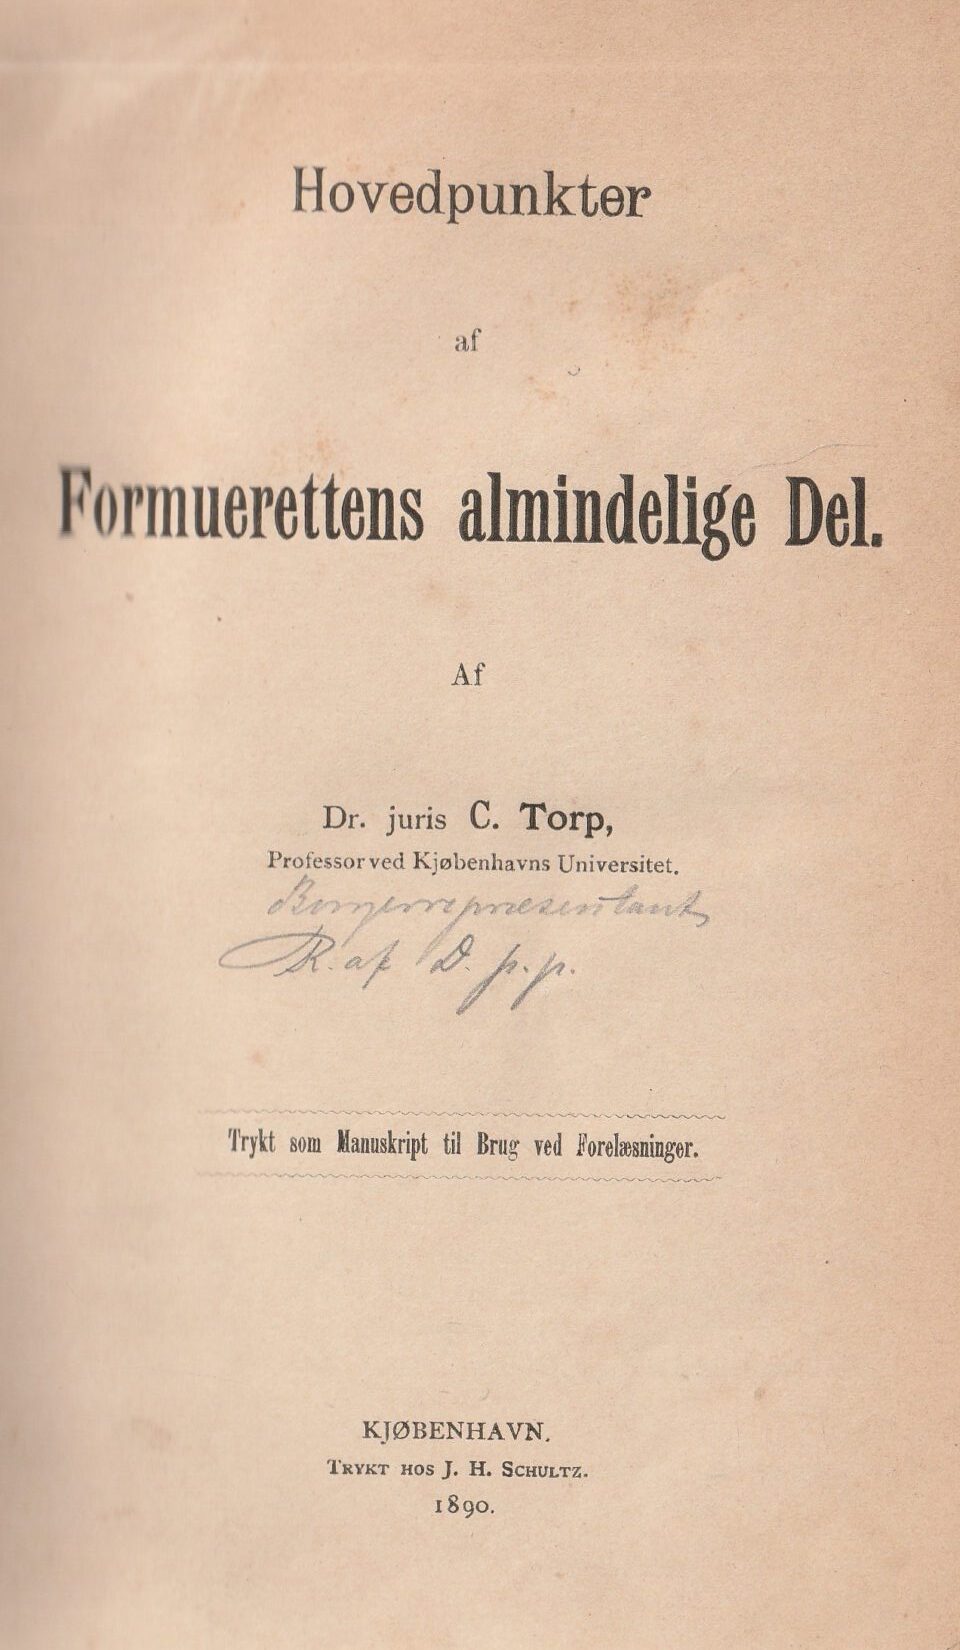 Hovedpunkter
af
Formuerettens almindelige Del.
Af
Dr. juris C. Torp,
Professor ved Kjøbenhavns Universitet.
Borgerrepræsentant,
R. af D. p. p.
Trykt som Manuskript til Brug ved Forelæsninger.
KJØBENHAVN.
TRYKT HOS J. H. SCHULTZ.
1890.